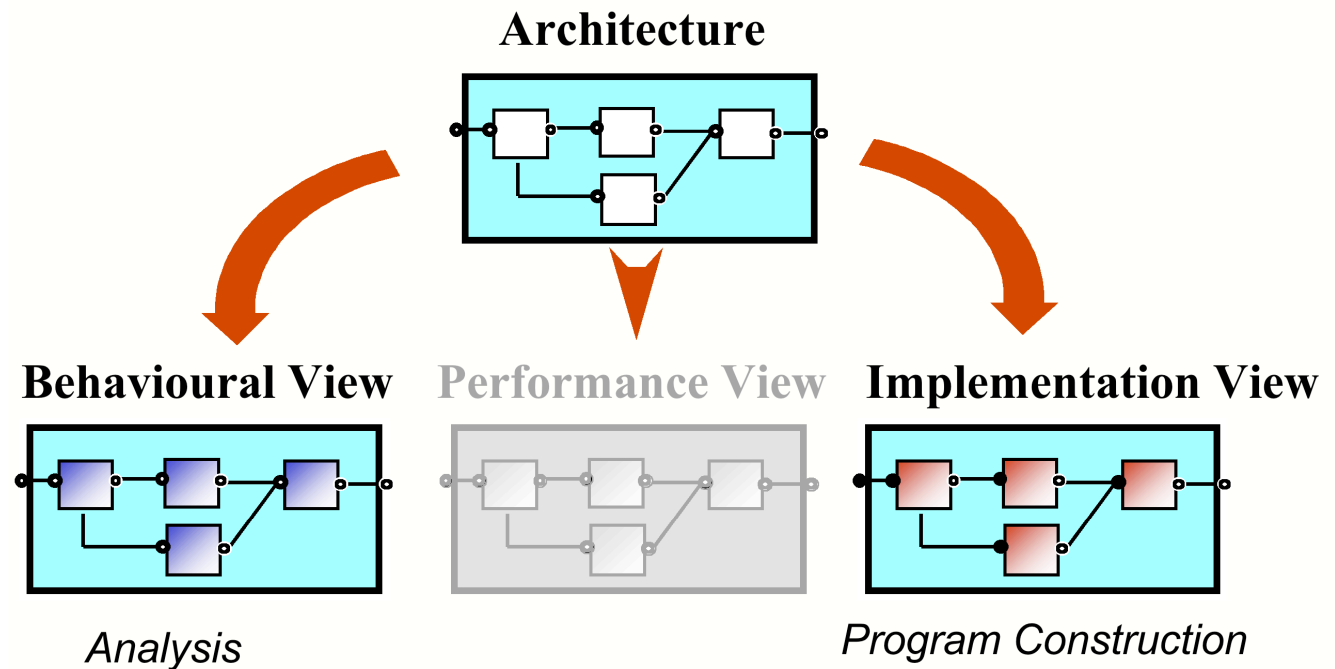 Architecture
Behavioural View
Performance View
Implementation View
Analysis
Program Construction